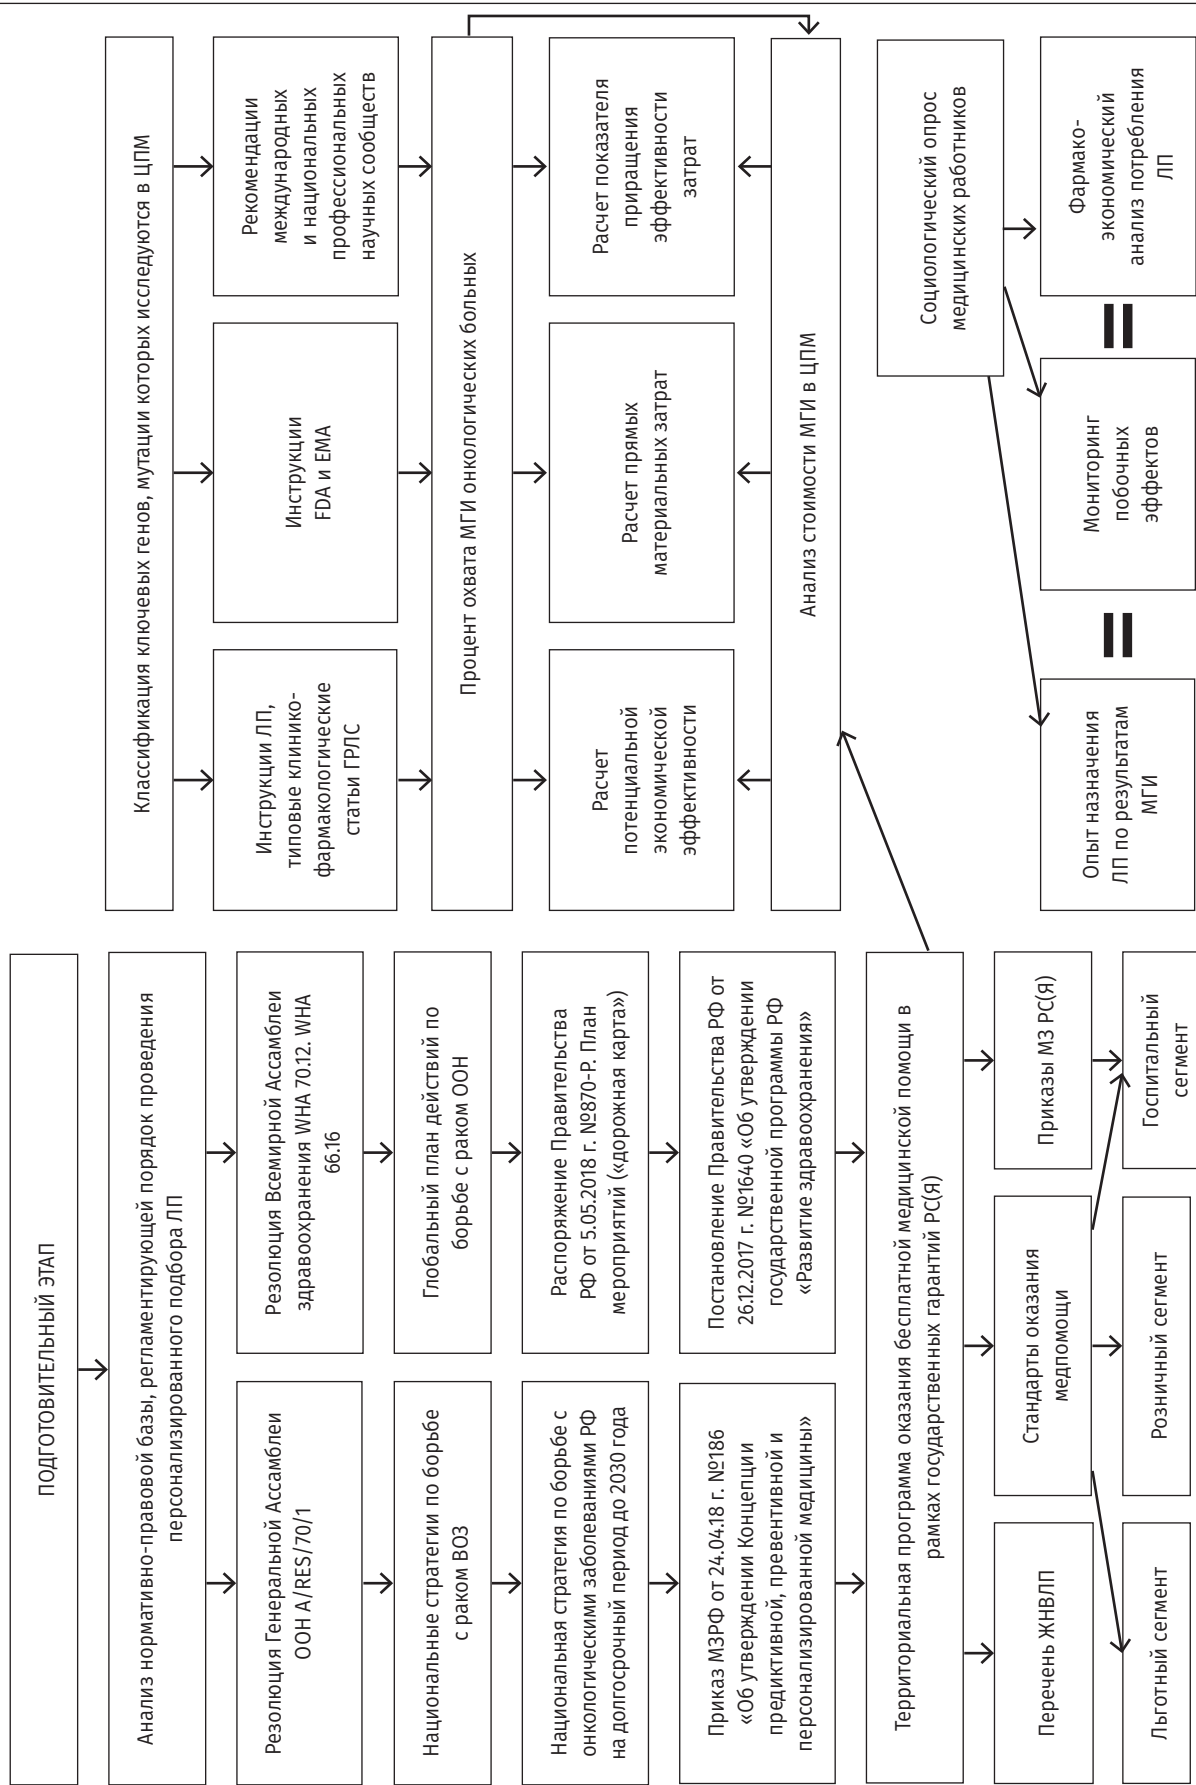 ПОДГОТОВИТЕЛЬНЫЙ ЭТАП
Анализ нормативно-правовой базы, регламентирующей порядок проведения
персонализированного подбора ЛП
Резолюция Генеральной Ассамблеи
ООН A/RES/70/1
Резолюция Всемирной Ассамблеи
здравоохранения WHA 70.12. WHA
66.16
Национальные стратегии по борьбе
с раком ВОЗ
Глобальный план действий по
борьбе с раком ООН
Национальная стратегия по борьбе с
онкологическими заболеваниями РФ
на долгосрочный период до 2030 года
Распоряжение Правительства
РФ от 5.05.2018 г. №870-Р. План
мероприятий («дорожная карта»)
Приказ МЗРФ от 24.04.18 г. №186
«Об утверждении Концепции
предиктивной, превентивной и
персонализированной медицины»
Постановление Правительства РФ от
26.12.2017 г. №1640 «Об утверждении
государственной программы РФ
«Развитие здравоохранения»
Территориальная программа оказания бесплатной медицинской помощи в
рамках государственных гарантий РС(Я)
Перечень ЖНВЛП
Стандарты оказания
медпомощи
Приказы МЗ РС(Я)
Льготный сегмент
Розничный сегмент
Госпитальный
сегмент
Классификация ключевых генов, мутации которых исследуются в ЦПМ
Инструкции ЛП,
типовые клинико-
фармакологические
статьи ГРЛС
Инструкции
FDA и EMA
Рекомендации
международных
и национальных
профессиональных
научных сообществ
Процент охвата МГИ онкологических больных
Расчет
потенциальной
экономической
эффективности
Расчет прямых
материальных затрат
Расчет показателя
приращения
эффективности
затрат
Анализ стоимости МГИ в ЦПМ
Социологический опрос
медицинских работников
Опыт назначения
ЛП по результатам
МГИ
Мониторинг
побочных
эффектов
Фармако-
экономический
анализ потребления
ЛП